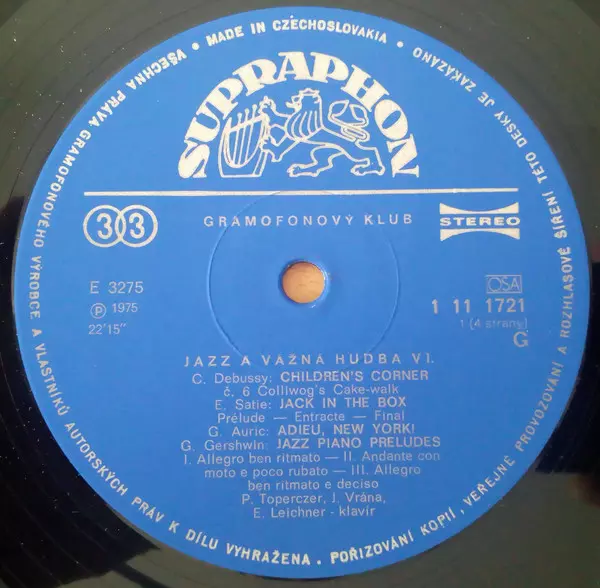 VŠECHNA PRÁVA GRAMOFONOVÉHO VÝROBCE A VLASTNÍKŮ AUTORSKÝCH PRÁV K DÍLU VYHRAŽENA • POŘIZOVÁNÍ KOPIÍ, VEŘEJNÉ PROVOZOVÁNÍ A ROZHLASOVÉ ŠÍŘENÍ TÉTO DESKY JE ZAKÁZÁNO
• MADE IN CZECHOSLOVAKIA •
SUPRAPHON
33
GRAMOFONOVÝ KLUB
STEREO
E 3275
℗ 1975
22'15"
OSA
1 11 1721
1 (4 strany)
G
JAZZ A VÁŽNÁ HUDBA VI.
C. Debussy: CHILDREN'S CORNER
č. 6 Colliwog's Cake-walk
E. Satie: JACK IN THE BOX
Prélude — Entracte — Final
G. Auric: ADIEU, NEW YORK!
G. Gershwin: JAZZ PIANO PRELUDES
I. Allegro ben ritmato — II. Andante con
moto e poco rubato — III. Allegro
ben ritmato e deciso
P. Toperczer, J. Vrána,
E. Leichner - klavír